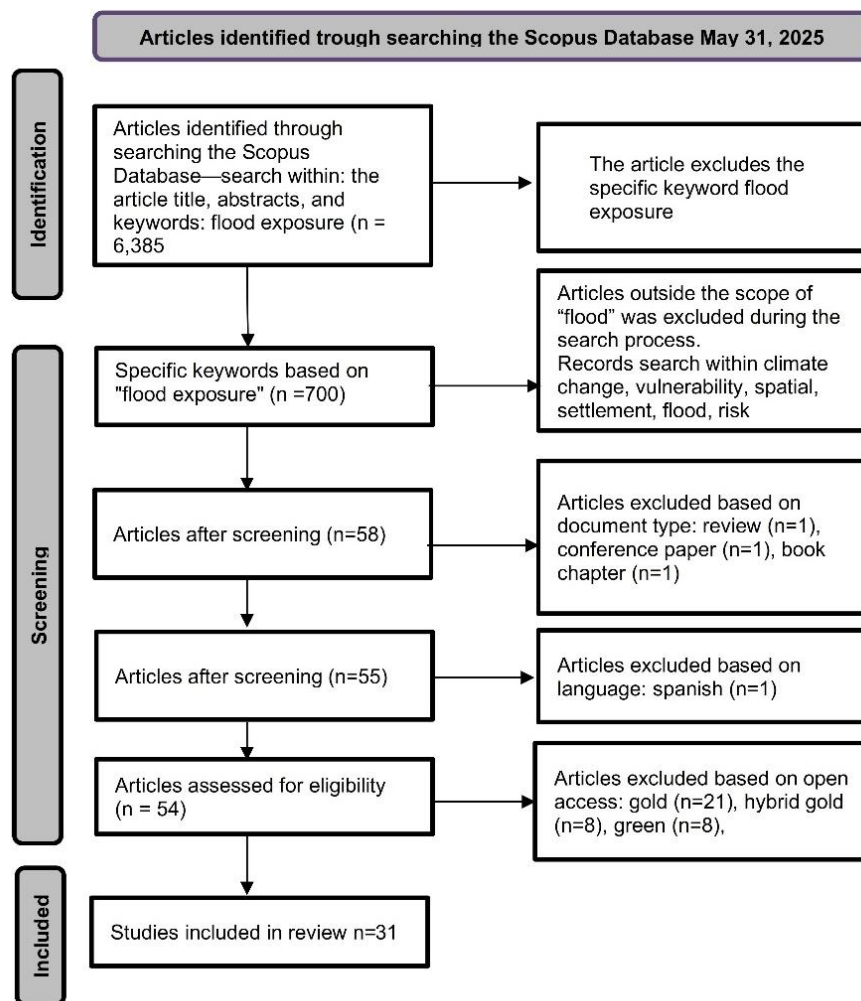 Articles identified trough searching the Scopus Database May 31, 2025
Identification
Articles identified through
searching the Scopus
Database—search within: the
article title, abstracts, and
keywords: flood exposure (n =
6,385
The article excludes the
specific keyword flood
exposure
Screening
Specific keywords based on
"flood exposure" (n =700)
Articles outside the scope of
“flood” was excluded during the
search process.
Records search within climate
change, vulnerability, spatial,
settlement, flood, risk
Articles after screening (n=58)
Articles excluded based on
document type: review (n=1),
conference paper (n=1), book
chapter (n=1)
Articles after screening (n=55)
Articles excluded based on
language: spanish (n=1)
Articles assessed for eligibility
(n = 54)
Articles excluded based on open
access: gold (n=21), hybrid gold
(n=8), green (n=8),
Included
Studies included in review n=31